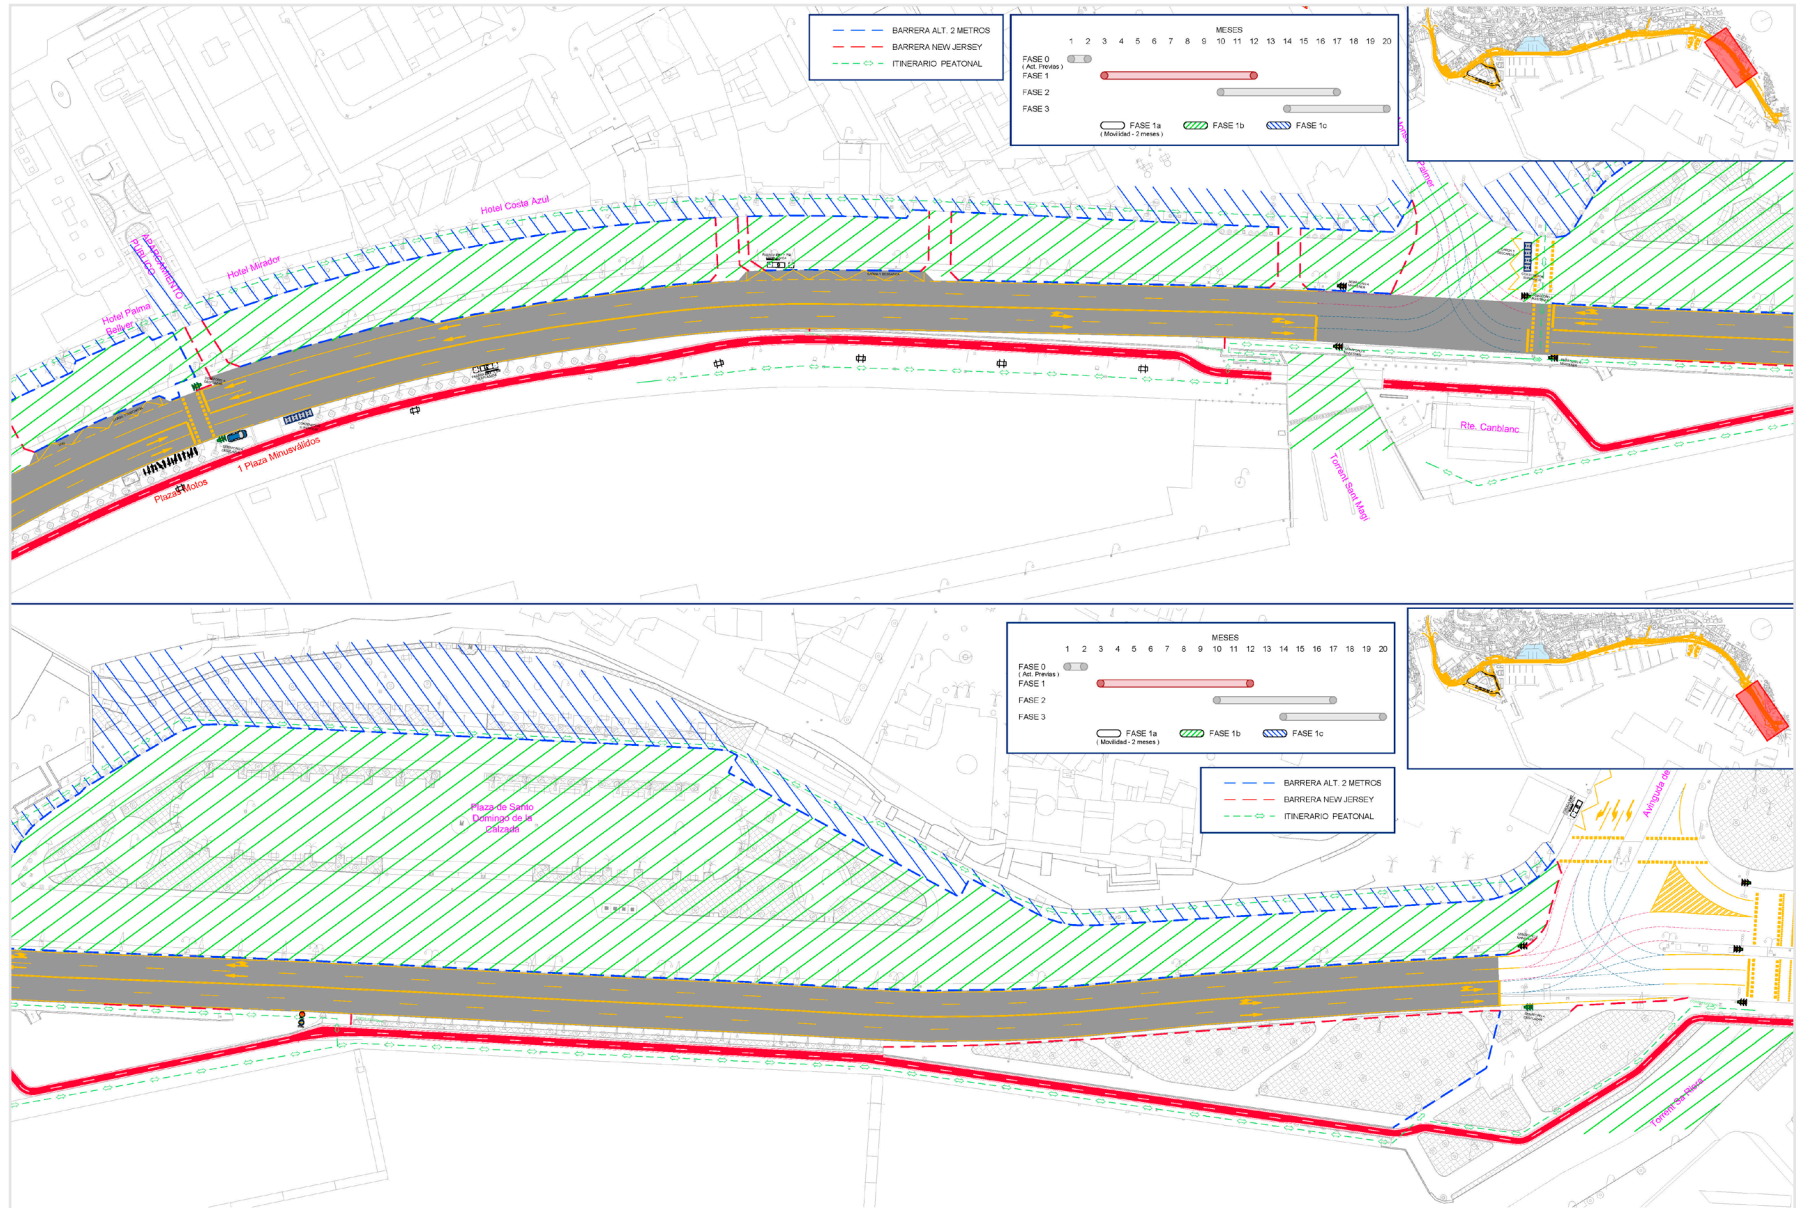 BARRERA ALT. 2 METROS
BARRERA NEW JERSEY
ITINERARIO PEATONAL
MESES
1 2 3 4 5 6 7 8 9 10 11 12 13 14 15 16 17 18 19 20
FASE 0
( Act. Previas )
FASE 1
FASE 2
FASE 3
FASE 1a
( Movilidad - 2 meses )
FASE 1b
FASE 1c
Palmer
Hotel Costa Azul
Hotel Mirador
APARCAMIENTO
PUBLICO
Hotel Palma
Bellver
1 Plaza Minusválidos
Plazas Motos
Rte. Canblanc
Torrent Sant Magí
MESES
1 2 3 4 5 6 7 8 9 10 11 12 13 14 15 16 17 18 19 20
FASE 0
( Act. Previas )
FASE 1
FASE 2
FASE 3
FASE 1a
( Movilidad - 2 meses )
FASE 1b
FASE 1c
BARRERA ALT. 2 METROS
BARRERA NEW JERSEY
ITINERARIO PEATONAL
Avinguda de
Plaza de Santo
Domingo de la
Calzada
Torrent Sa Riera